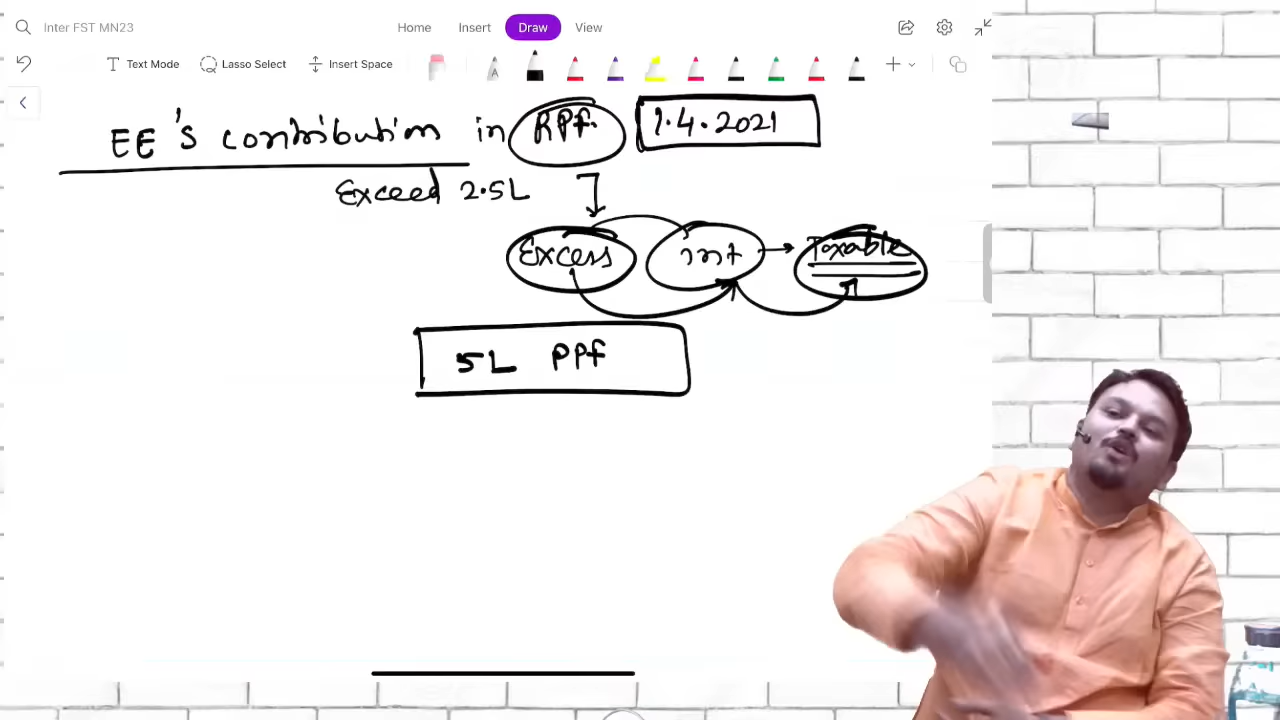 Inter FST MN23
Home Insert Draw View
Text Mode Lasso Select Insert Space
EE's contribution in RPf. 1.4.2021
Exceed 2.5L
Excess int Taxable
5L PPf